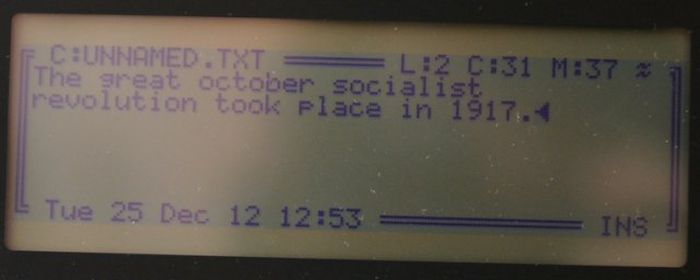 C:UNNAMED.TXT L:2 C:31 M:37 ≈
The great october socialist
revolution took place in 1917.
Tue 25 Dec 12 12:53 INS